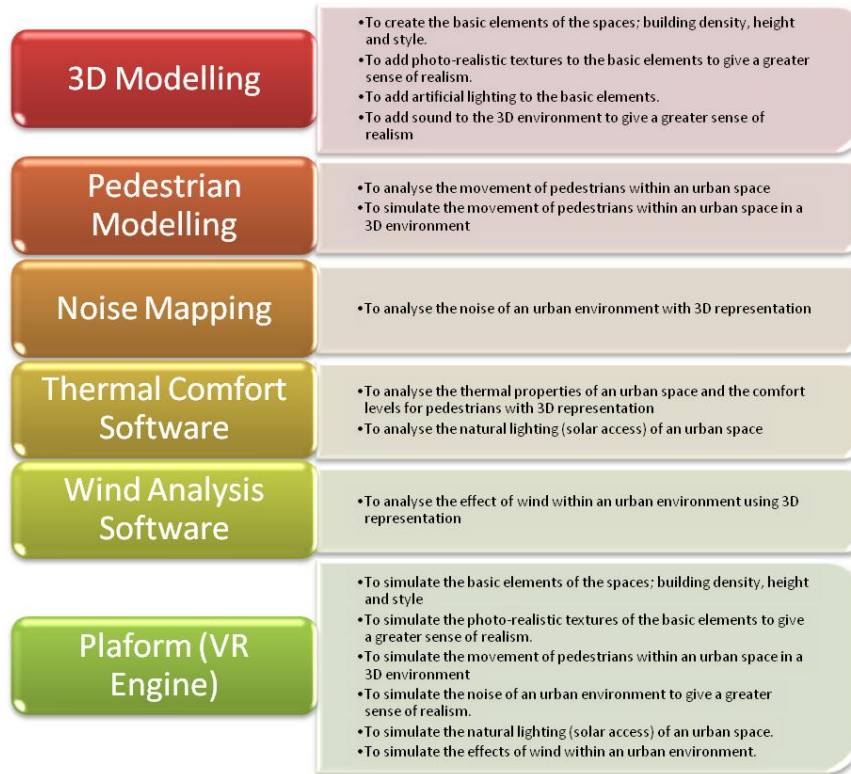 3D Modelling
•To create the basic elements of the spaces; building density, height
and style.
•To add photo-realistic textures to the basic elements to give a greater
sense of realism.
•To add artificial lighting to the basic elements.
•To add sound to the 3D environment to give a greater sense of
realism
Pedestrian
Modelling
•To analyse the movement of pedestrians within an urban space
•To simulate the movement of pedestrians within an urban space in a
3D environment
Noise Mapping
•To analyse the noise of an urban environment with 3D representation
Thermal Comfort
Software
•To analyse the thermal properties of an urban space and the comfort
levels for pedestrians with 3D representation
•To analyse the natural lighting (solar access) of an urban space
Wind Analysis
Software
•To analyse the effect of wind within an urban environment using 3D
representation
Plaform (VR
Engine)
•To simulate the basic elements of the spaces; building density, height
and style
•To simulate the photo-realistic textures of the basic elements to give
a greater sense of realism.
•To simulate the movement of pedestrians within an urban space in a
3D environment
•To simulate the noise of an urban environment to give a greater
sense of realism.
•To simulate the natural lighting (solar access) of an urban space.
•To simulate the effects of wind within an urban environment.